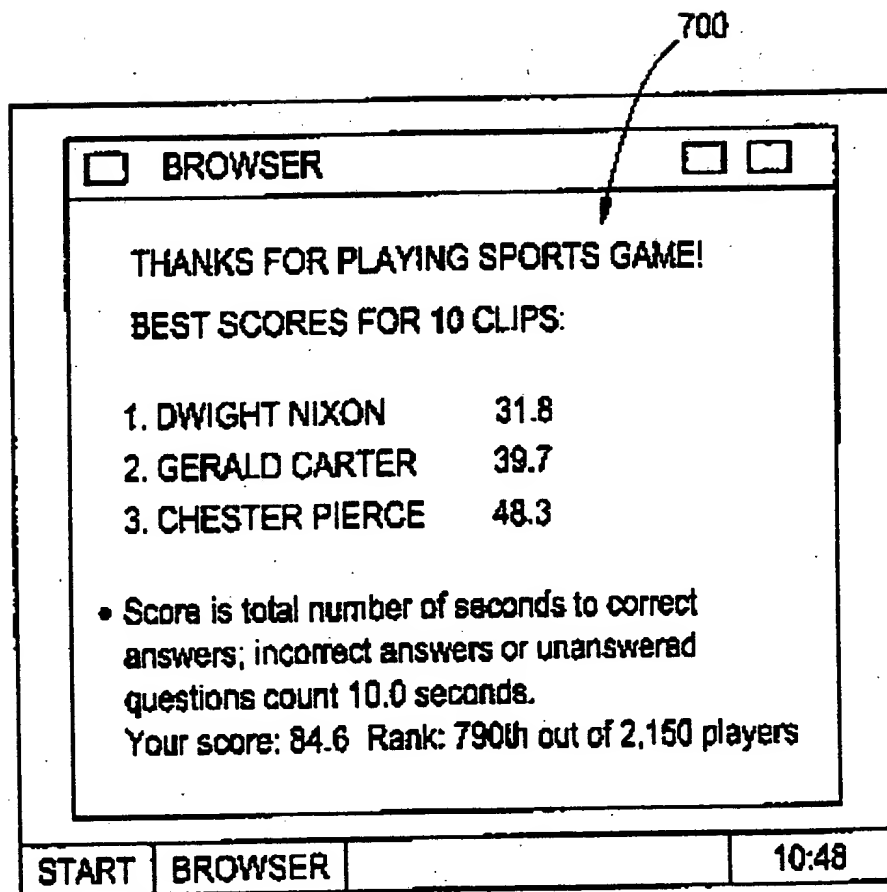 700
BROWSER
THANKS FOR PLAYING SPORTS GAME!
BEST SCORES FOR 10 CLIPS:
1. DWIGHT NIXON 31.8
2. GERALD CARTER 39.7
3. CHESTER PIERCE 48.3
• Score is total number of seconds to correct
answers; incorrect answers or unanswered
questions count 10.0 seconds.
Your score: 84.6 Rank: 790th out of 2,150 players
START BROWSER 10:48